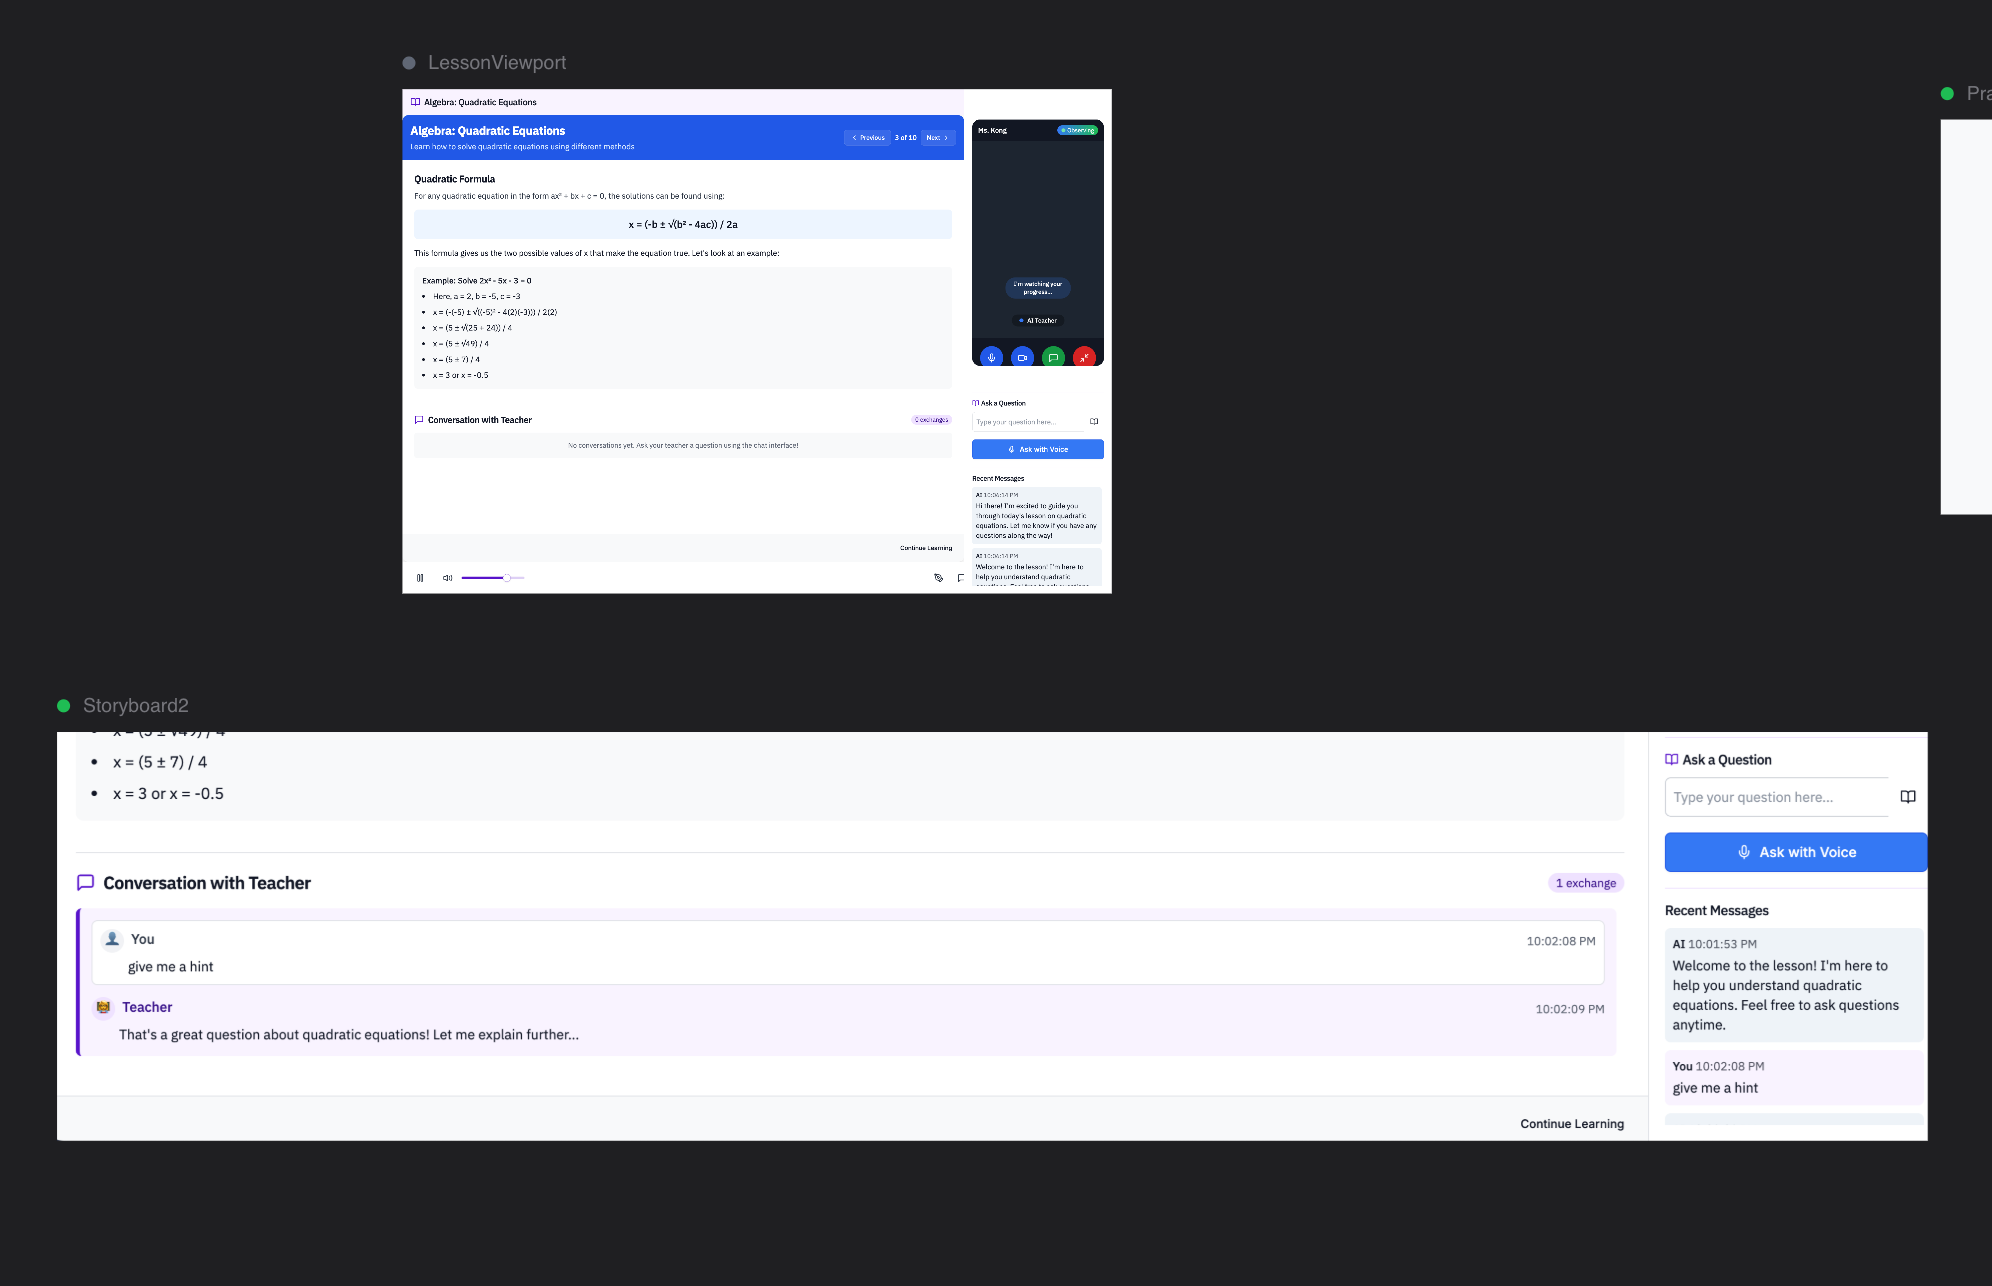 LessonViewport
Algebra: Quadratic Equations
Algebra: Quadratic Equations
Learn how to solve quadratic equations using different methods
Previous
3 of 10
Next
Quadratic Formula
For any quadratic equation in the form ax² + bx + c = 0, the solutions can be found using:
x = (-b ± √(b² - 4ac)) / 2a
This formula gives us the two possible values of x that make the equation true. Let's look at an example:
Example: Solve 2x² - 5x - 3 = 0
• Here, a = 2, b = -5, c = -3
• x = (-(-5) ± √((-5)² - 4(2)(-3))) / 2(2)
• x = (5 ± √(25 + 24)) / 4
• x = (5 ± √49) / 4
• x = (5 ± 7) / 4
• x = 3 or x = -0.5
Conversation with Teacher
0 exchanges
No conversations yet. Ask your teacher a question using the chat interface!
Continue Learning
Ms. Kong
Observing
I'm watching your
progress...
AI Teacher
Ask a Question
Type your question here...
Ask with Voice
Recent Messages
AI 10:06:14 PM
Hi there! I'm excited to guide you
through today's lesson on quadratic
equations. Let me know if you have any
questions along the way!
AI 10:06:14 PM
Welcome to the lesson! I'm here to
help you understand quadratic
equations. Feel free to ask questions
Pra
Storyboard2
• x = (5 ± √49) / 4
• x = (5 ± 7) / 4
• x = 3 or x = -0.5
Conversation with Teacher
1 exchange
You
10:02:08 PM
give me a hint
Teacher
10:02:09 PM
That's a great question about quadratic equations! Let me explain further...
Continue Learning
Ask a Question
Type your question here...
Ask with Voice
Recent Messages
AI 10:01:53 PM
Welcome to the lesson! I'm here to
help you understand quadratic
equations. Feel free to ask questions
anytime.
You 10:02:08 PM
give me a hint